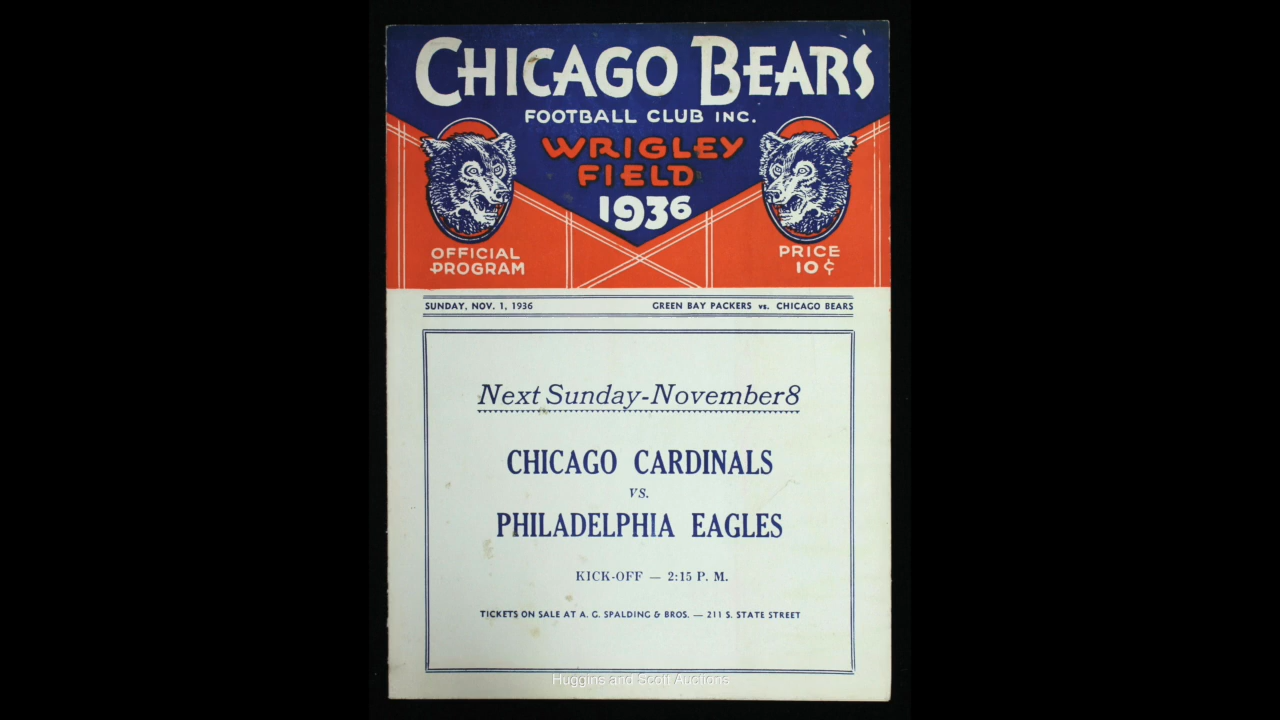 CHICAGO BEARS
FOOTBALL CLUB INC.
WRIGLEY
FIELD
1936
OFFICIAL
PROGRAM
PRICE
10¢
SUNDAY, NOV. 1, 1936
GREEN BAY PACKERS vs. CHICAGO BEARS
Next Sunday-November 8
CHICAGO CARDINALS
VS.
PHILADELPHIA EAGLES
KICK-OFF — 2:15 P. M.
TICKETS ON SALE AT A. G. SPALDING & BROS. — 211 S. STATE STREET
Huggins and Scott Auctions